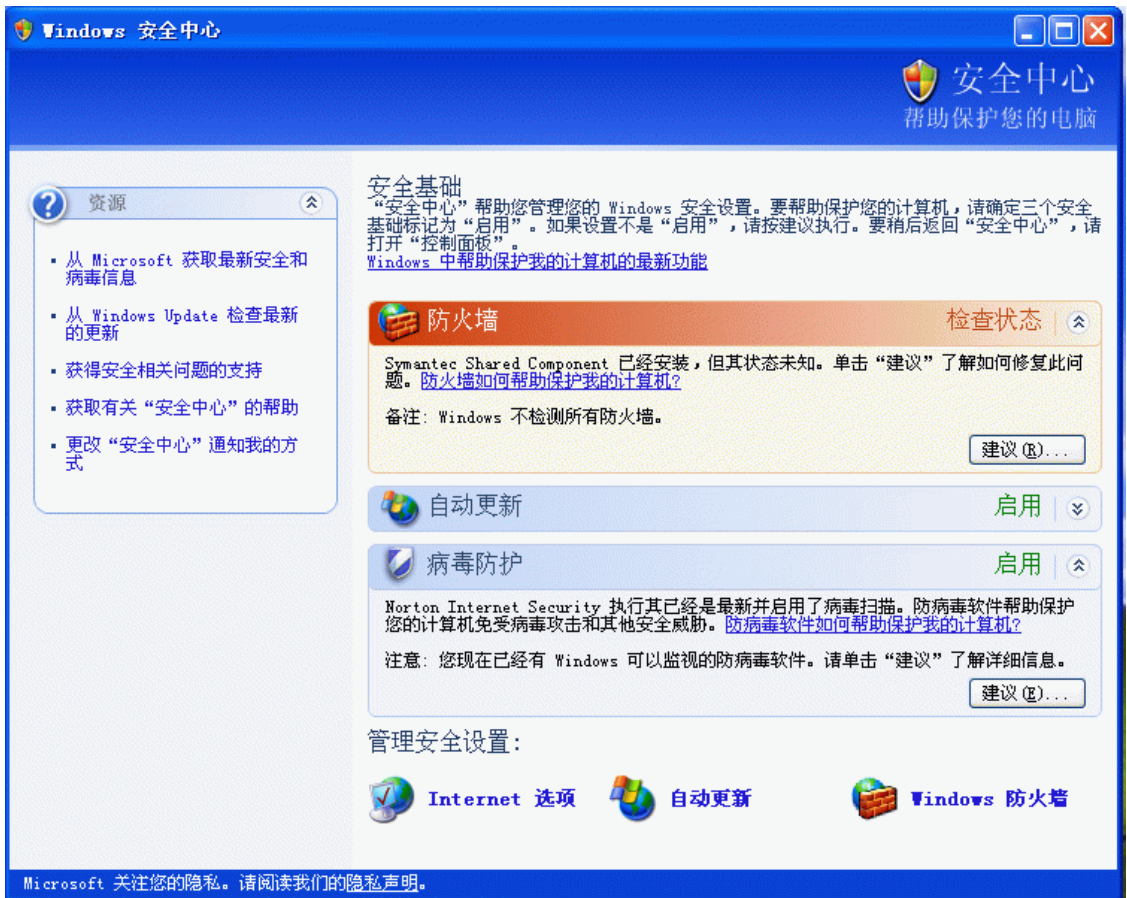 Windows 安全中心
安全中心
帮助保护您的电脑
资源
从 Microsoft 获取最新安全和
病毒信息
从 Windows Update 检查最新
的更新
获得安全相关问题的支持
获取有关“安全中心”的帮助
更改“安全中心”通知我的方
式
安全基础
“安全中心”帮助您管理您的 Windows 安全设置。要帮助保护您的计算机，请确定三个安全
基础标记为“启用”。如果设置不是“启用”，请按建议执行。要稍后返回“安全中心”，请
打开“控制面板”。
Windows 中帮助保护我的计算机的最新功能
防火墙 检查状态
Symantec Shared Component 已经安装，但其状态未知。单击“建议”了解如何修复此问
题。防火墙如何帮助保护我的计算机?
备注: Windows 不检测所有防火墙。
建议(R)...
自动更新 启用
病毒防护 启用
Norton Internet Security 执行其已经是最新并启用了病毒扫描。防病毒软件帮助保护
您的计算机免受病毒攻击和其他安全威胁。防病毒软件如何帮助保护我的计算机?
注意: 您现在已经有 Windows 可以监视的防病毒软件。请单击“建议”了解详细信息。
建议(E)...
管理安全设置:
Internet 选项 自动更新 Windows 防火墙
Microsoft 关注您的隐私。请阅读我们的隐私声明。